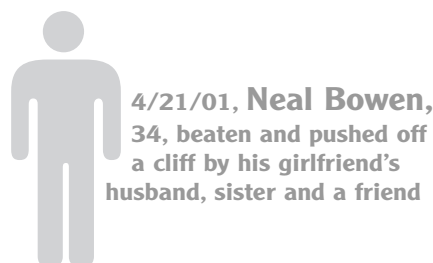 4/21/01, Neal Bowen,
34, beaten and pushed off
a cliff by his girlfriend’s
husband, sister and a friend